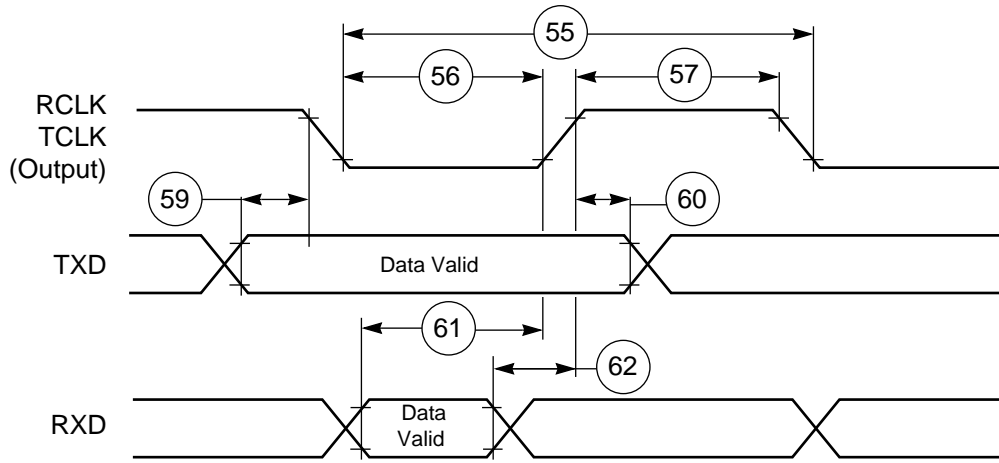 55
56
57
RCLK
TCLK
(Output)
59
60
TXD
Data Valid
61
62
RXD
Data
Valid